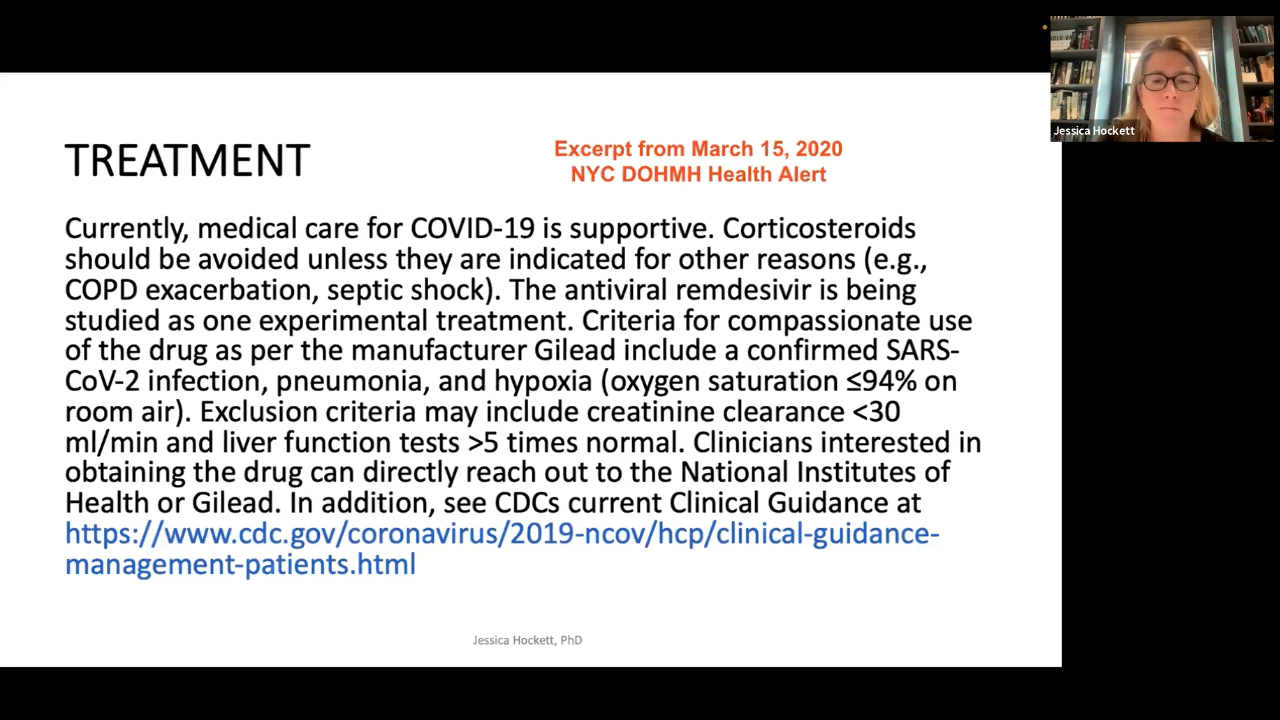 Jessica Hockett
TREATMENT
Excerpt from March 15, 2020
NYC DOHMH Health Alert
Currently, medical care for COVID-19 is supportive. Corticosteroids
should be avoided unless they are indicated for other reasons (e.g.,
COPD exacerbation, septic shock). The antiviral remdesivir is being
studied as one experimental treatment. Criteria for compassionate use
of the drug as per the manufacturer Gilead include a confirmed SARS-
CoV-2 infection, pneumonia, and hypoxia (oxygen saturation ≤94% on
room air). Exclusion criteria may include creatinine clearance <30
ml/min and liver function tests >5 times normal. Clinicians interested in
obtaining the drug can directly reach out to the National Institutes of
Health or Gilead. In addition, see CDCs current Clinical Guidance at
https://www.cdc.gov/coronavirus/2019-ncov/hcp/clinical-guidance-
management-patients.html
Jessica Hockett, PhD